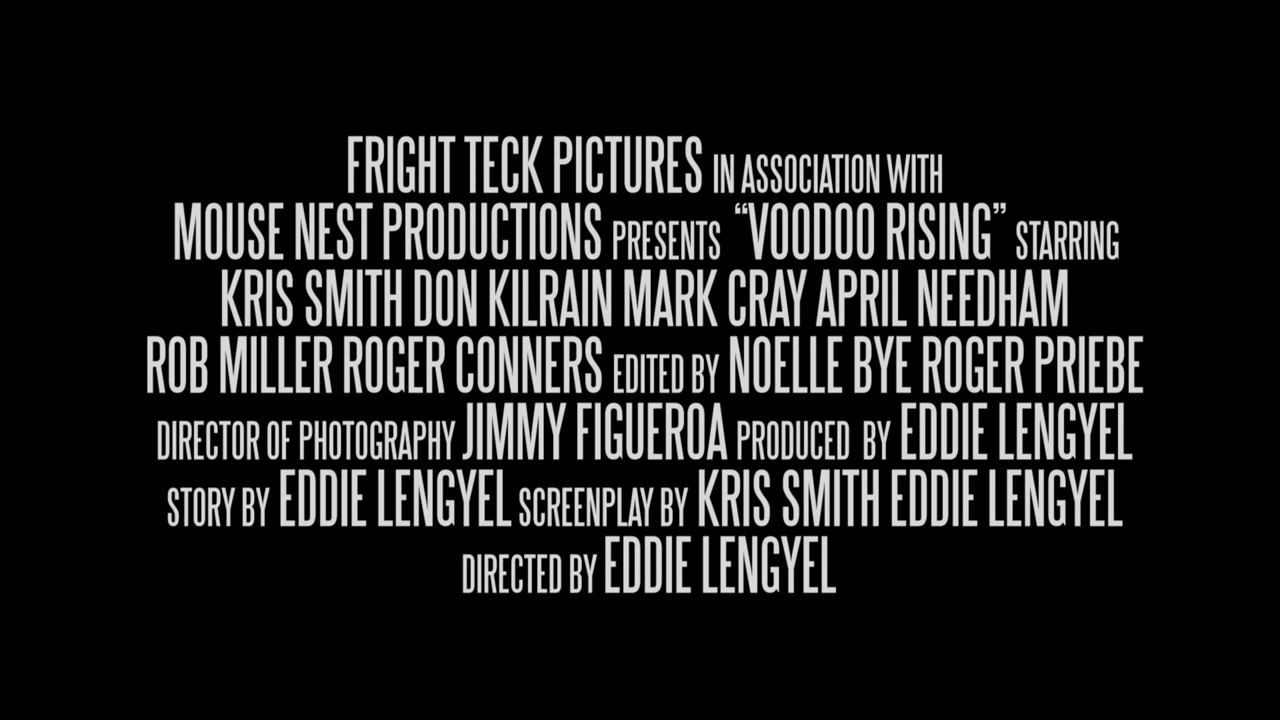 FRIGHT TECK PICTURES IN ASSOCIATION WITH
MOUSE NEST PRODUCTIONS PRESENTS “VOODOO RISING” STARRING
KRIS SMITH DON KILRAIN MARK CRAY APRIL NEEDHAM
ROB MILLER ROGER CONNERS EDITED BY NOELLE BYE ROGER PRIEBE
DIRECTOR OF PHOTOGRAPHY JIMMY FIGUEROA PRODUCED BY EDDIE LENGYEL
STORY BY EDDIE LENGYEL SCREENPLAY BY KRIS SMITH EDDIE LENGYEL
DIRECTED BY EDDIE LENGYEL